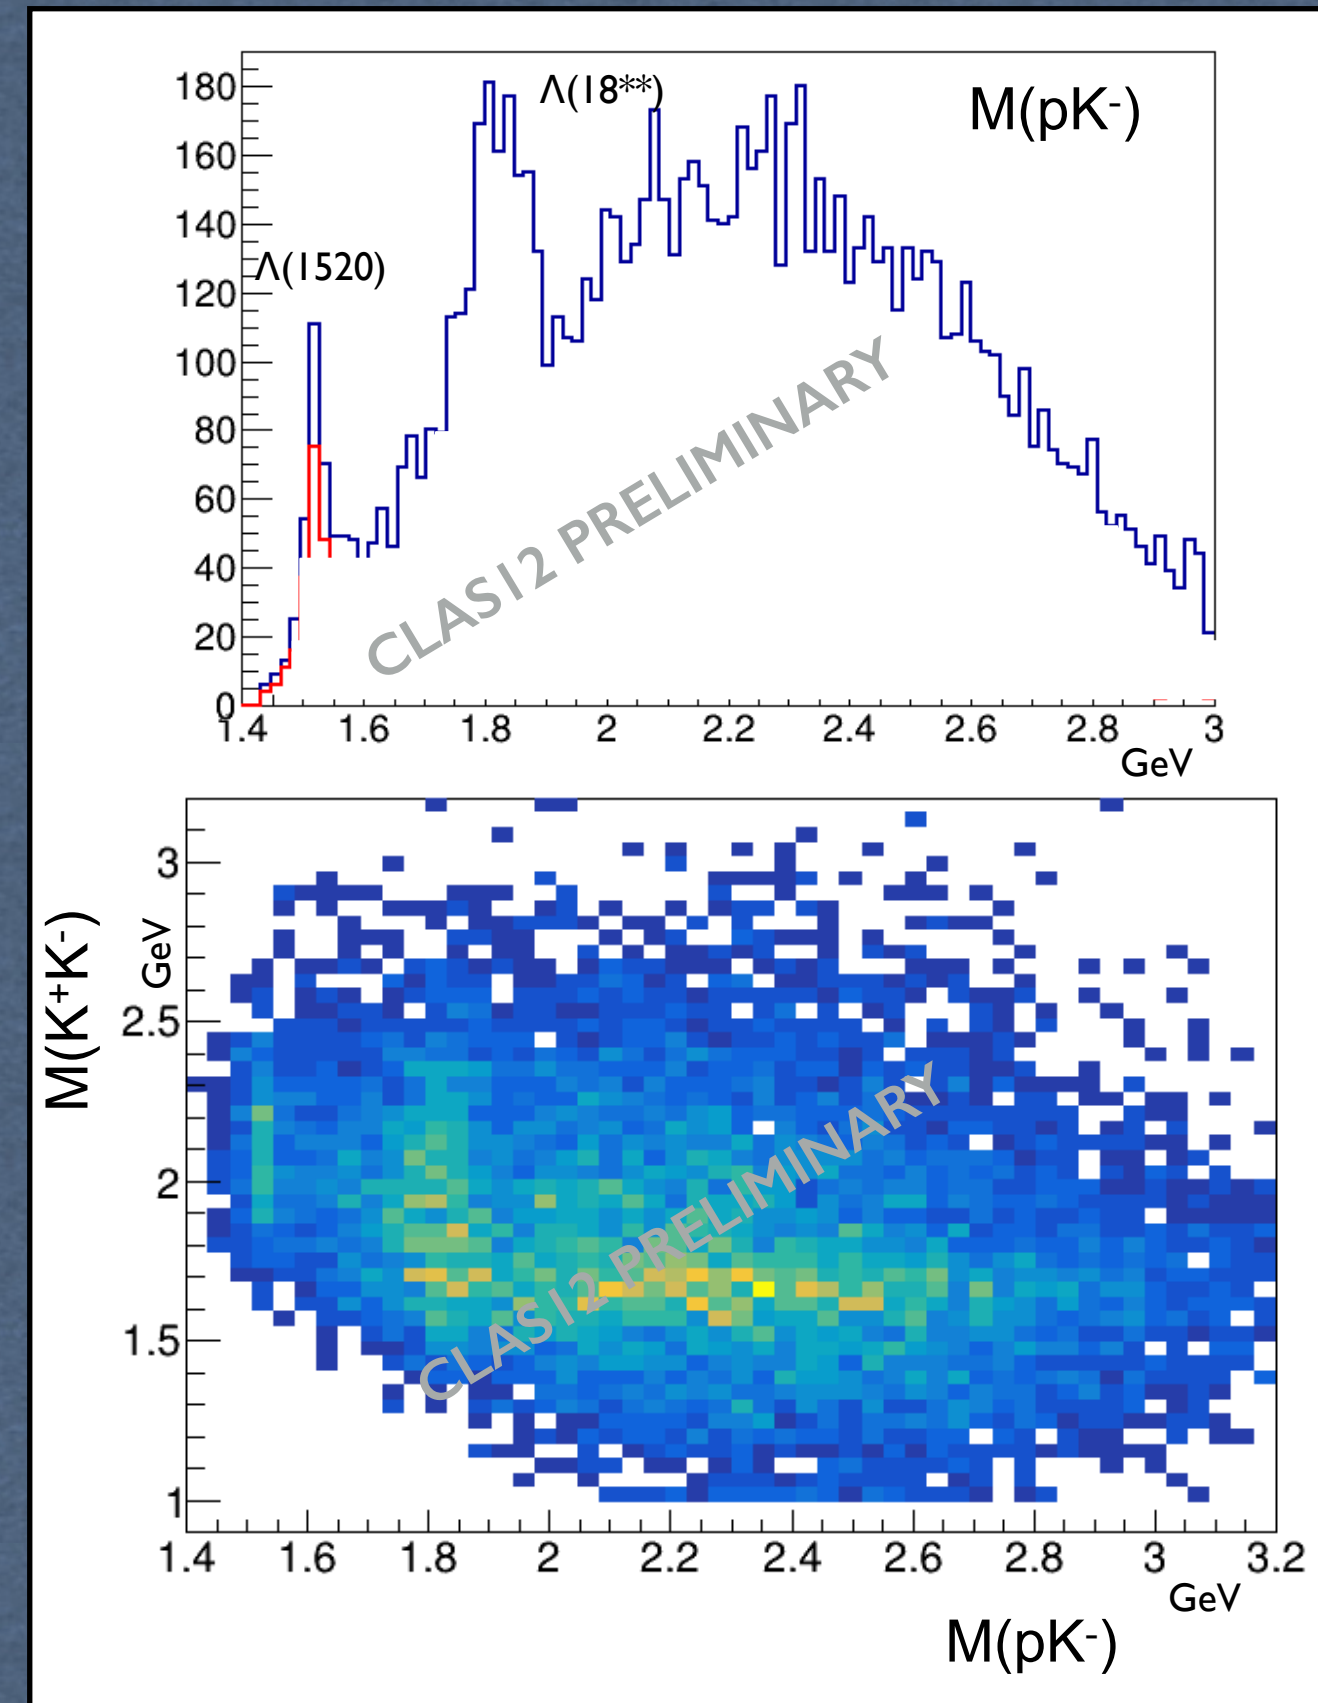 180
160
140
120
100
80
60
40
20
0
Λ(1520)
Λ(18**)
M(pK-)
CLAS12 PRELIMINARY
1.4 1.6 1.8 2 2.2 2.4 2.6 2.8 3
GeV
M(K+K-)
GeV
3
2.5
2
1.5
1
CLAS12 PRELIMINARY
1.4 1.6 1.8 2 2.2 2.4 2.6 2.8 3 3.2
GeV
M(pK-)